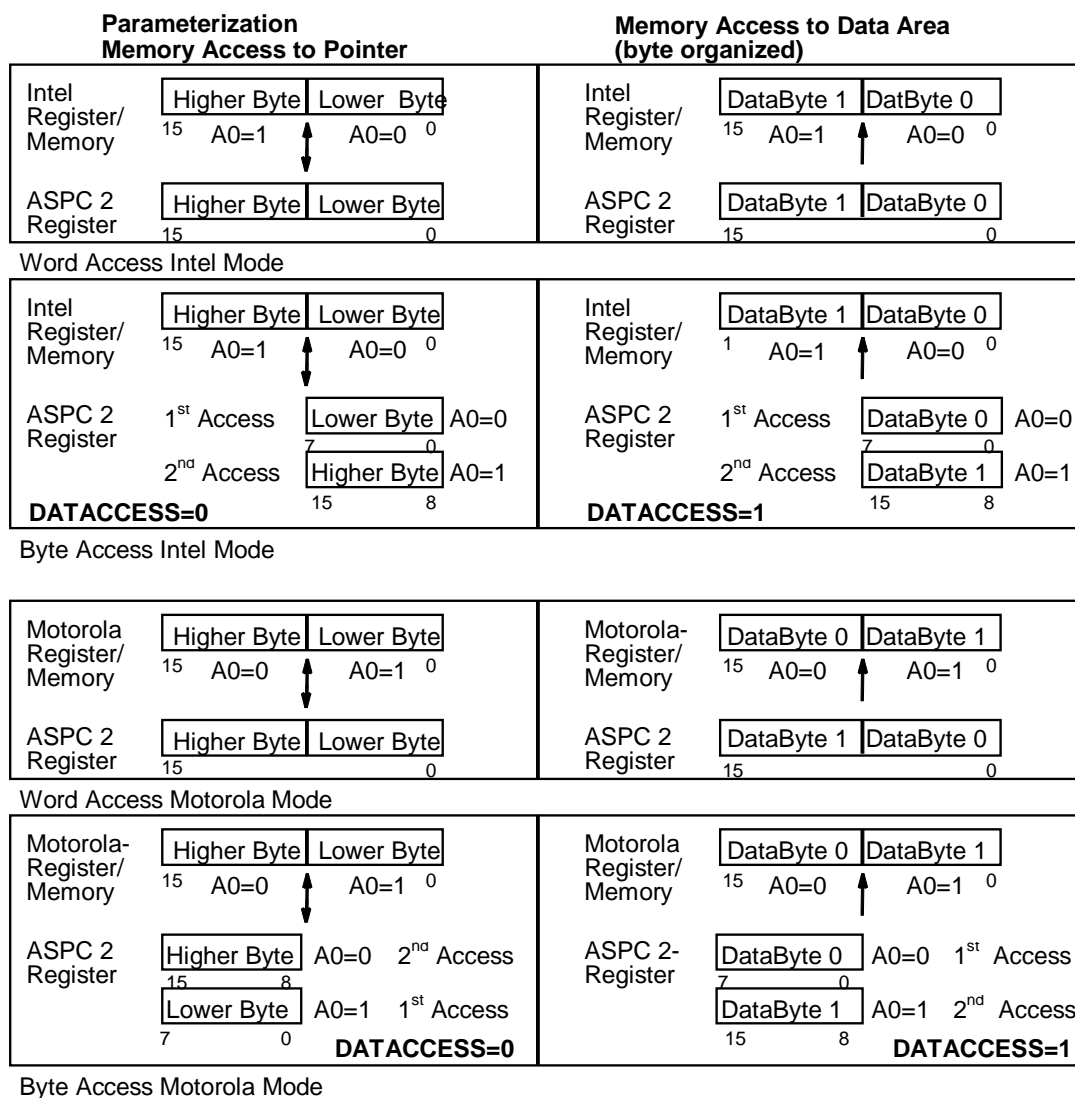 Parameterization
Memory Access to Pointer
Memory Access to Data Area
(byte organized)
Intel
Register/
Memory
Higher Byte Lower Byte
15 A0=1 A0=0 0
ASPC 2
Register
Higher Byte Lower Byte
15 0
Intel
Register/
Memory
DataByte 1 DatByte 0
15 A0=1 A0=0 0
ASPC 2
Register
DataByte 1 DataByte 0
15 0
Word Access Intel Mode
Intel
Register/
Memory
Higher Byte Lower Byte
15 A0=1 A0=0 0
ASPC 2
Register
1st Access Lower Byte A0=0
7 0
2nd Access Higher Byte A0=1
15 8
DATACCESS=0
Intel
Register/
Memory
DataByte 1 DataByte 0
1 A0=1 A0=0 0
ASPC 2
Register
1st Access DataByte 0 A0=0
7 0
2nd Access DataByte 1 A0=1
15 8
DATACCESS=1
Byte Access Intel Mode
Motorola
Register/
Memory
Higher Byte Lower Byte
15 A0=0 A0=1 0
ASPC 2
Register
Higher Byte Lower Byte
15 0
Motorola-
Register/
Memory
DataByte 0 DataByte 1
15 A0=0 A0=1 0
ASPC 2
Register
DataByte 1 DataByte 0
15 0
Word Access Motorola Mode
Motorola-
Register/
Memory
Higher Byte Lower Byte
15 A0=0 A0=1 0
ASPC 2
Register
Higher Byte A0=0 2nd Access
15 8
Lower Byte A0=1 1st Access
7 0
DATACCESS=0
Motorola
Register/
Memory
DataByte 0 DataByte 1
15 A0=0 A0=1 0
ASPC 2-
Register
DataByte 0 A0=0 1st Access
7 0
DataByte 1 A0=1 2nd Access
15 8
DATACCESS=1
Byte Access Motorola Mode